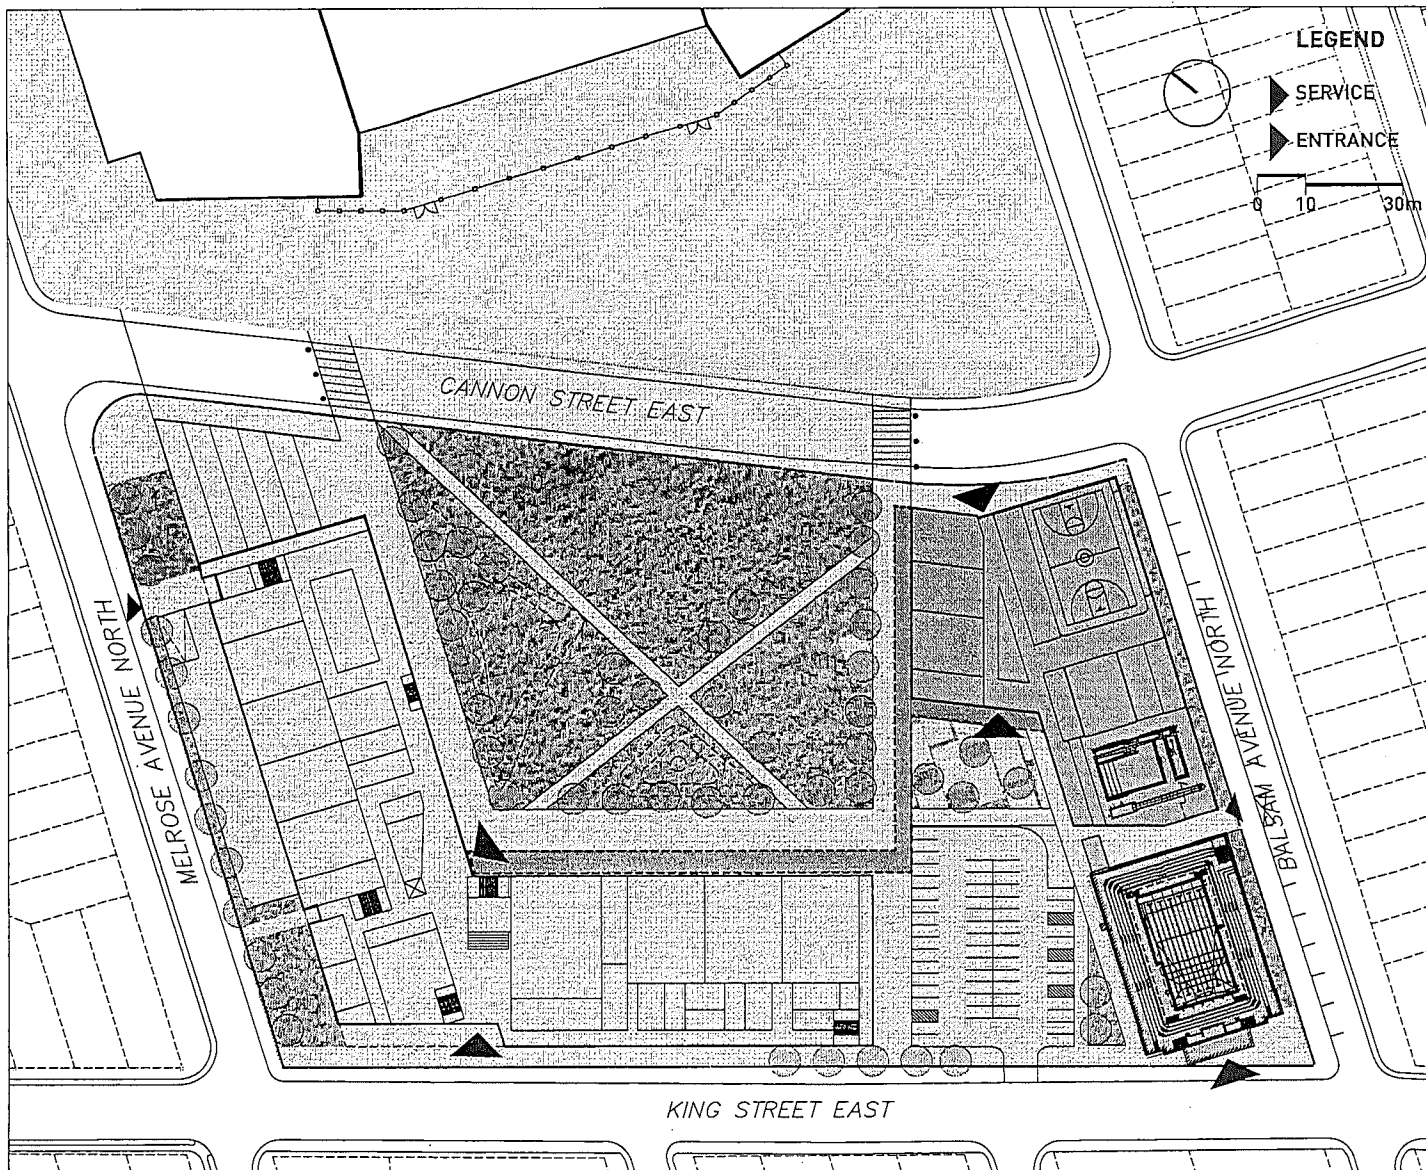 LEGEND
SERVICE
ENTRANCE
0 10 30m
CANNON STREET EAST
MELROSE AVENUE NORTH
BALSAM AVENUE NORTH
KING STREET EAST